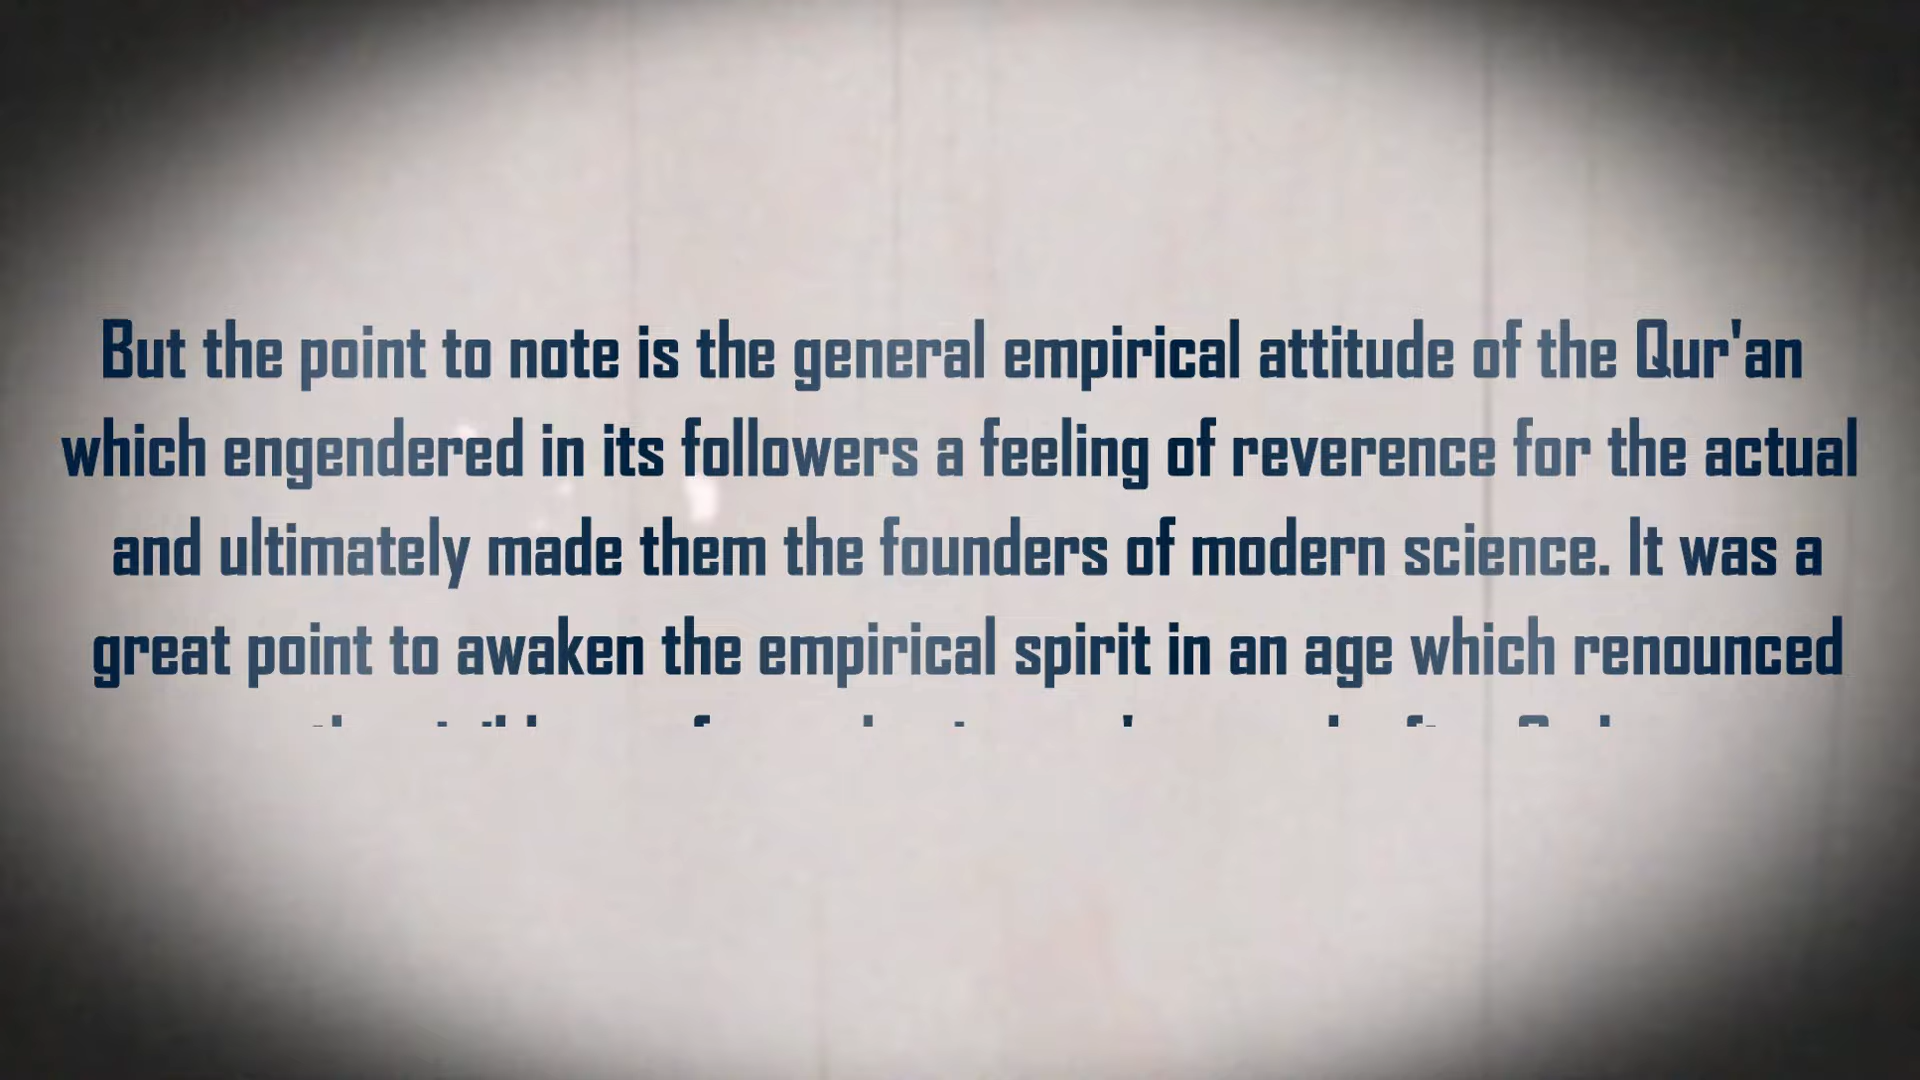 But the point to note is the general empirical attitude of the Qur'an
which engendered in its followers a feeling of reverence for the actual
and ultimately made them the founders of modern science. It was a
great point to awaken the empirical spirit in an age which renounced